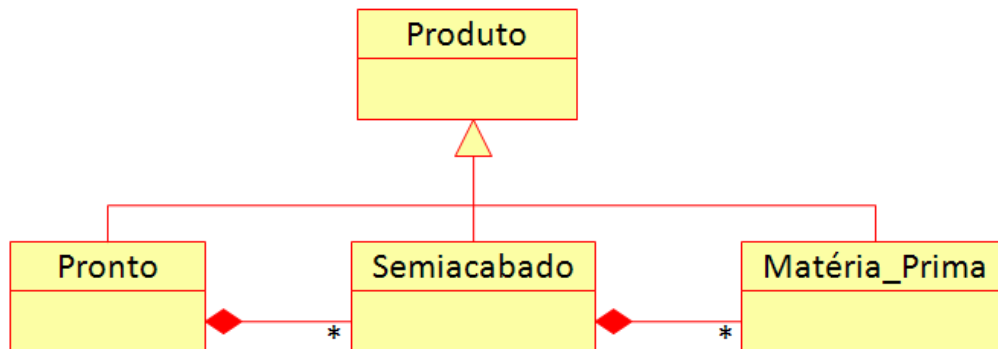 Produto
Pronto
Semiacabado
Matéria_Prima
*
*